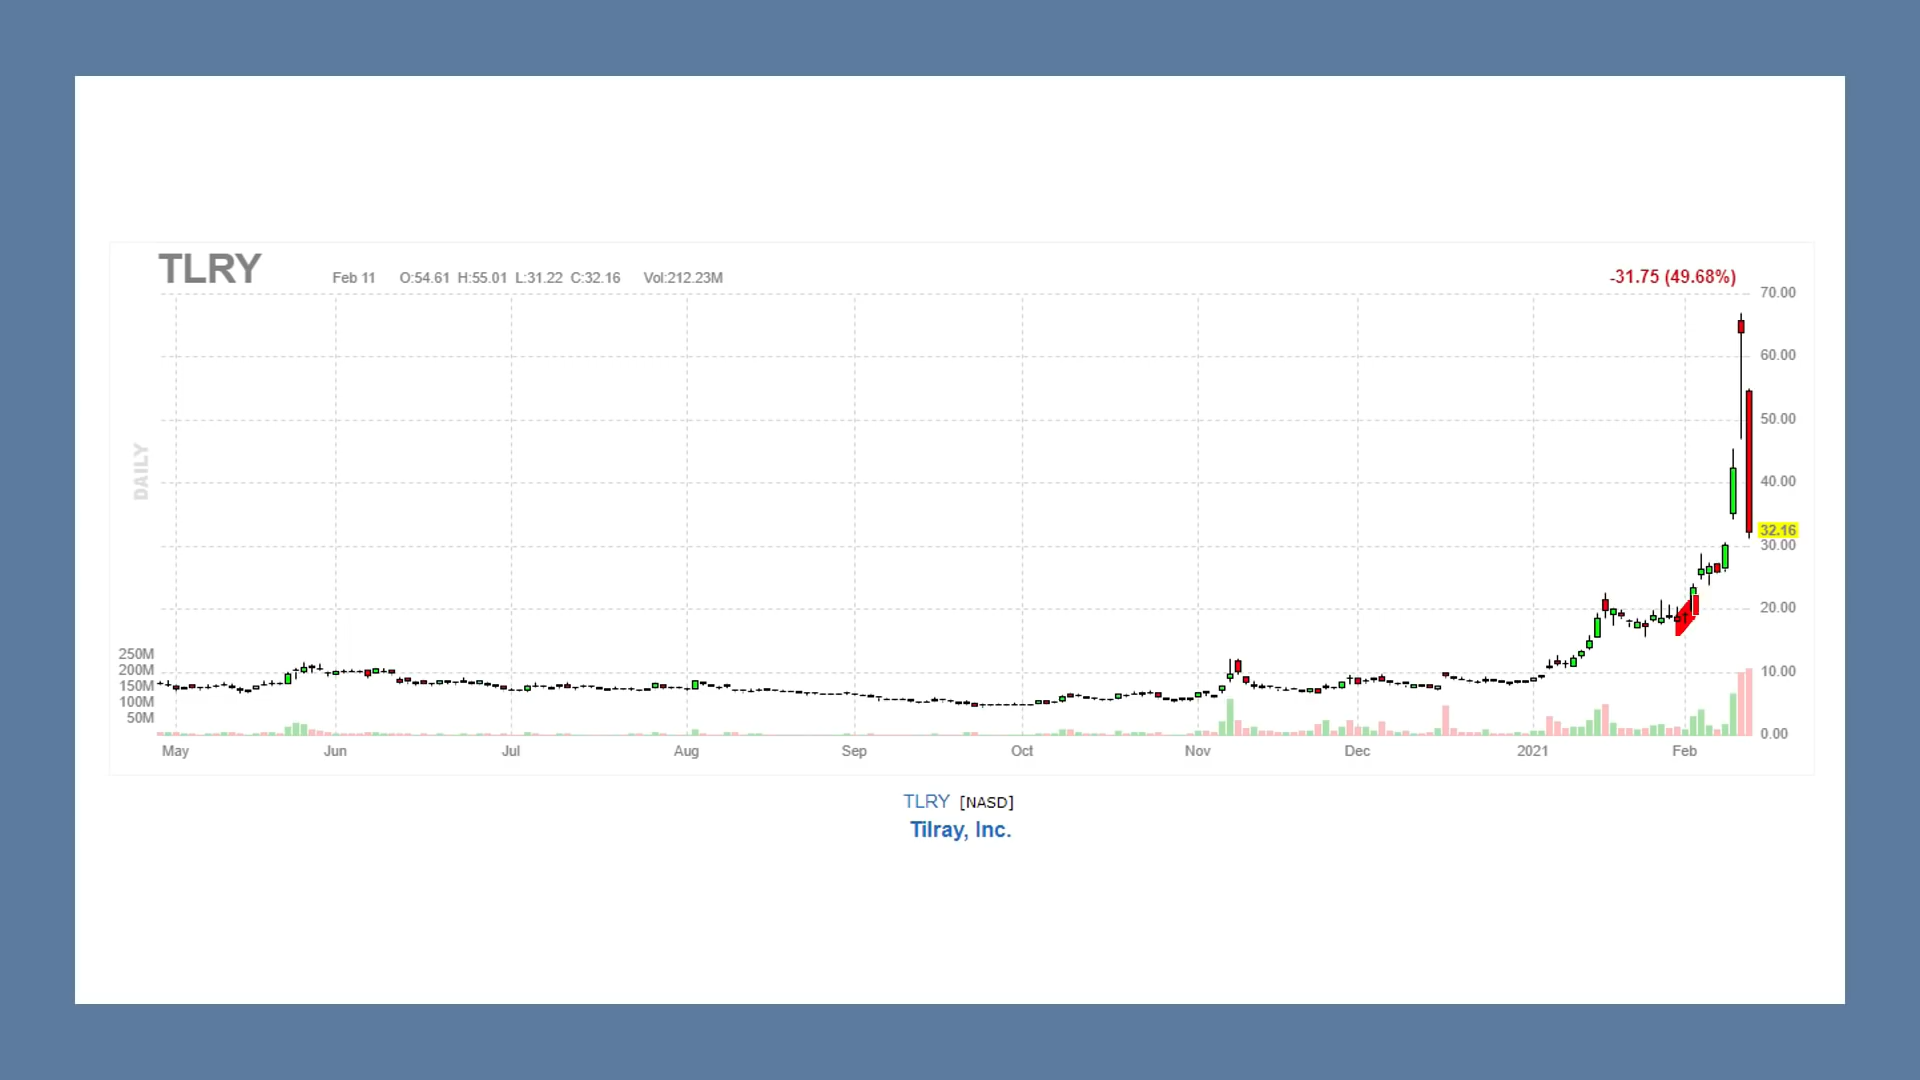 TLRY Feb 11 O:54.61 H:55.01 L:31.22 C:32.16 Vol:212.23M -31.75 (49.68%)
70.00
60.00
50.00
DAILY
40.00
32.16
30.00
20.00
250M
200M 10.00
150M
100M
50M
0.00
May Jun Jul Aug Sep Oct Nov Dec 2021 Feb
TLRY [NASD]
Tilray, Inc.